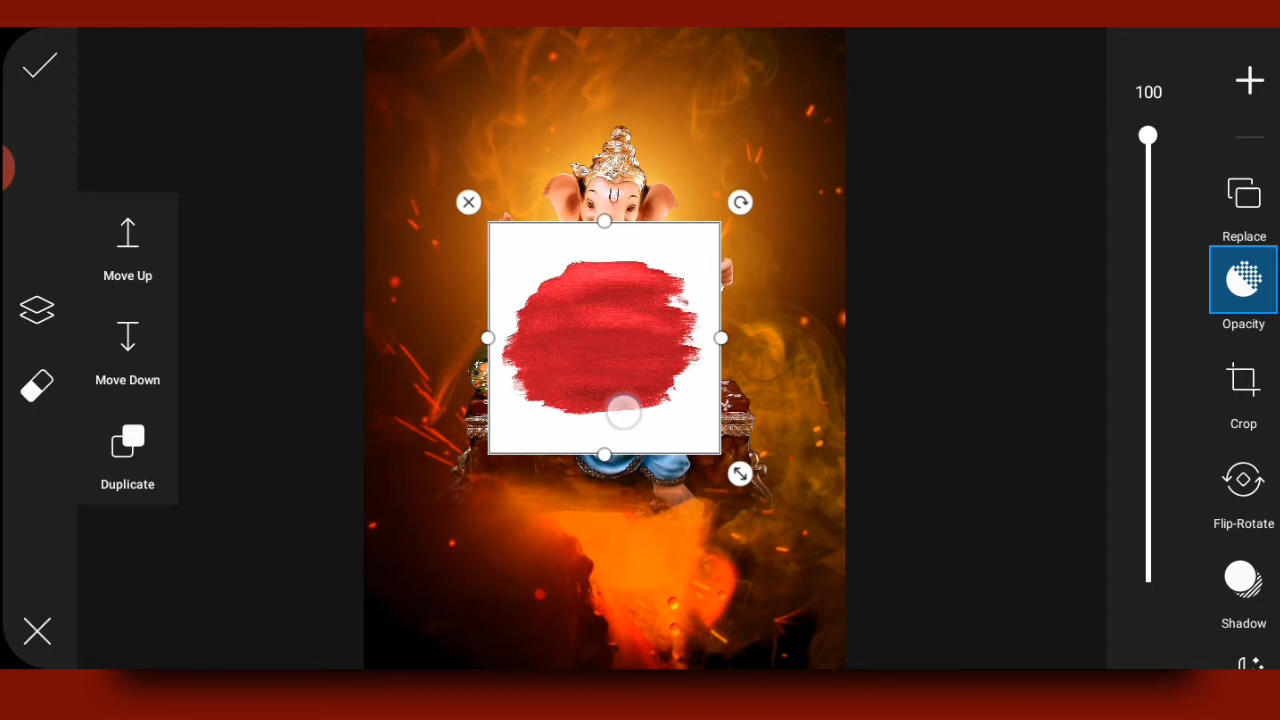 100
Replace
Opacity
Crop
Flip-Rotate
Shadow
Move Up
Move Down
Duplicate